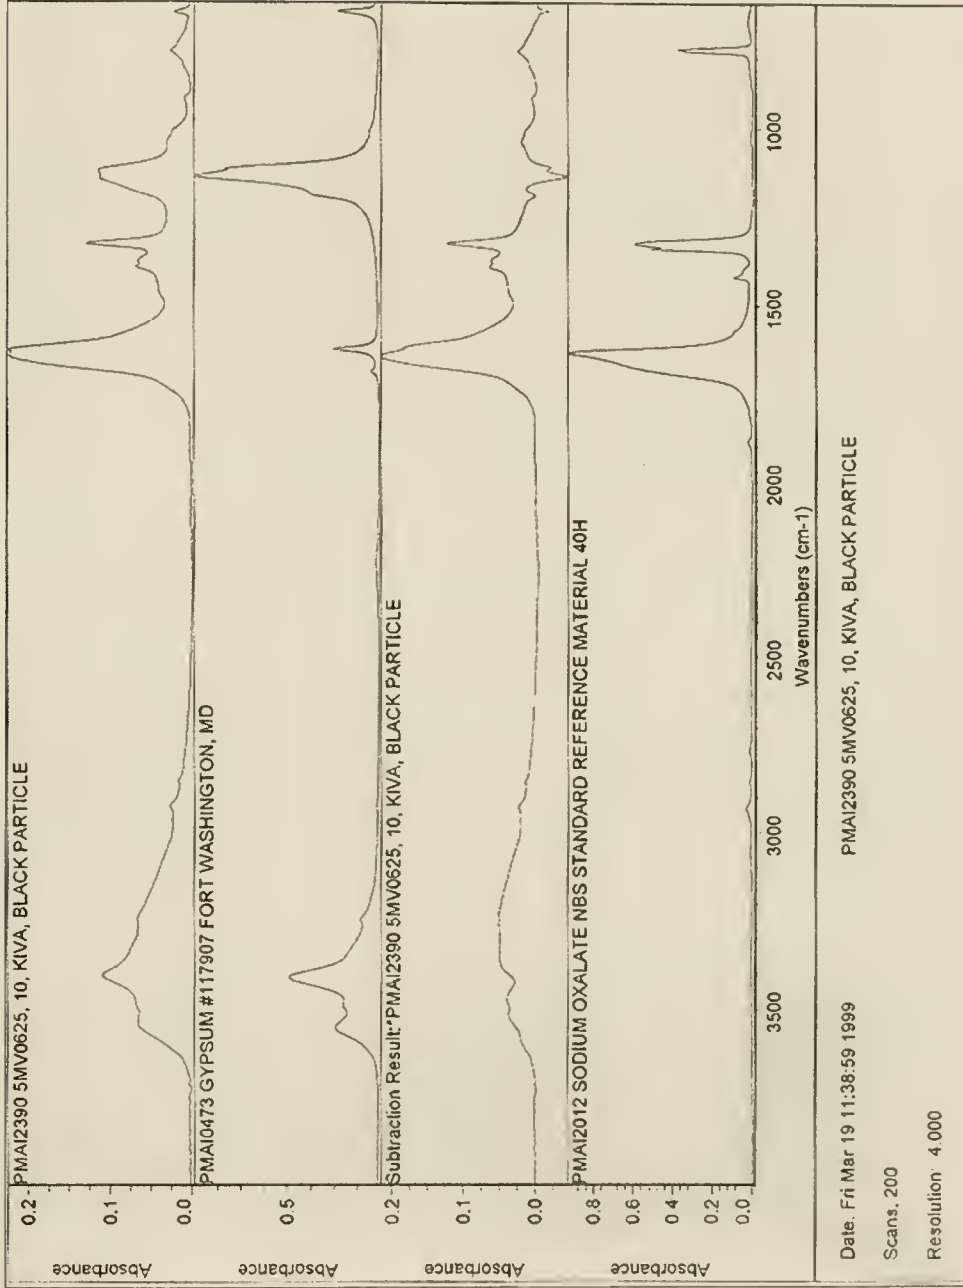 PMAI2390 5MV0625, 10, KIVA, BLACK PARTICLE
0.2
0.1
0.0
Absorbance
PMAI0473 GYPSUM #117907 FORT WASHINGTON, MD
0.5
Absorbance
Subtraction Result:*PMAI2390 5MV0625, 10, KIVA, BLACK PARTICLE
0.2
0.1
0.0
Absorbance
PMAI2012 SODIUM OXALATE NBS STANDARD REFERENCE MATERIAL 40H
0.8
0.6
0.4
0.2
0.0
Absorbance
3500 3000 2500 2000 1500 1000
Wavenumbers (cm-1)
Date. Fri Mar 19 11:38:59 1999 PMAI2390 5MV0625, 10, KIVA, BLACK PARTICLE
Scans, 200
Resolution: 4.000